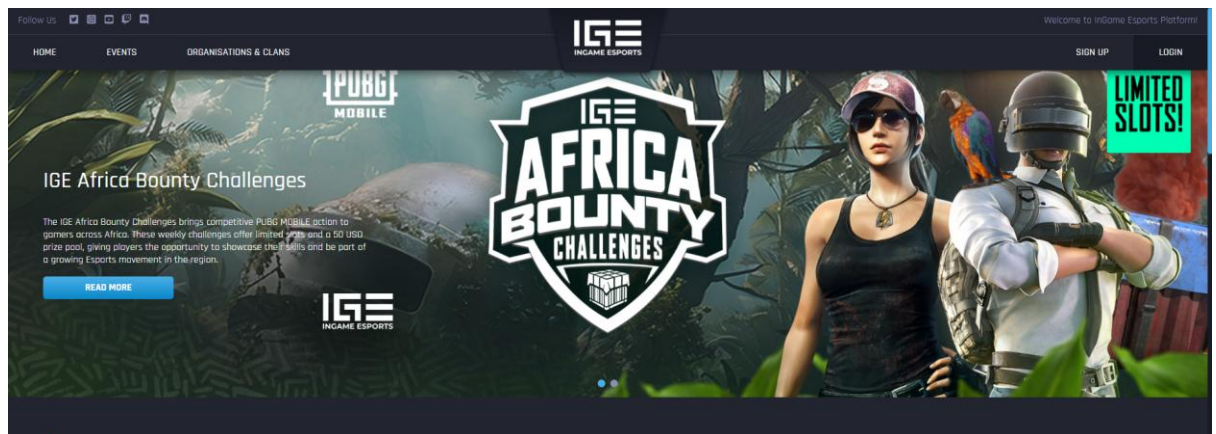 Follow US
Welcome to InGame Esports Platform!
HOME
EVENTS
ORGANISATIONS & CLANS
IGE
INGAME ESPORTS
SIGN UP
LOGIN
PUBG
MOBILE
IGE
AFRICA
BOUNTY
CHALLENGES
LIMITED
SLOTS!
IGE Africa Bounty Challenges
The IGE Africa Bounty Challenges brings competitive PUBG MOBILE action to
gamers across Africa. These weekly challenges offer limited slots and a 50 USD
prize pool, giving players the opportunity to showcase their skills and be part of
a growing Esports movement in the region.
READ MORE
IGE
INGAME ESPORTS